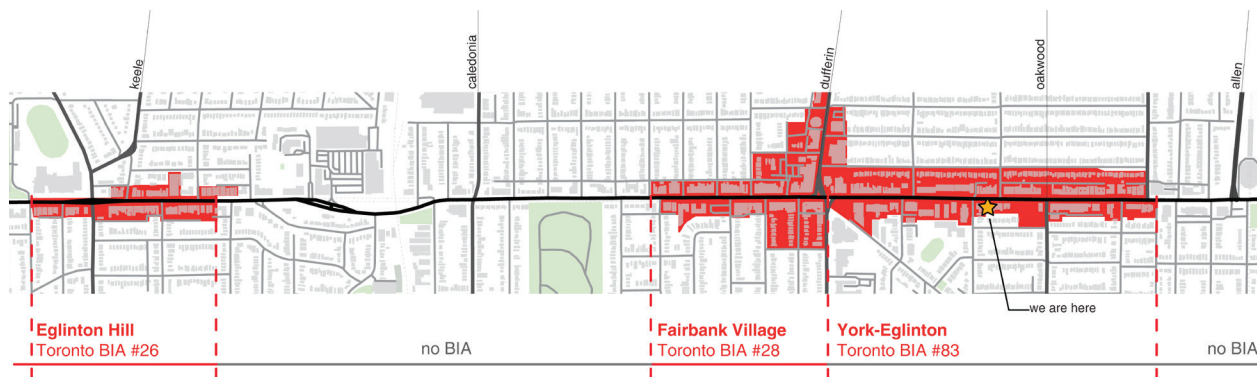 keele
caledonia
dufferin
oakwood
allen
we are here
Eglinton Hill
Toronto BIA #26
no BIA
Fairbank Village
Toronto BIA #28
York-Eglinton
Toronto BIA #83
no BIA